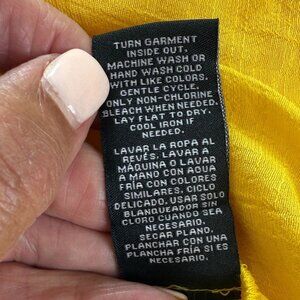 TURN GARMENT
INSIDE OUT.
MACHINE WASH OR
HAND WASH COLD
WITH LIKE COLORS.
GENTLE CYCLE.
ONLY NON-CHLORINE
BLEACH WHEN NEEDED.
LAY FLAT TO DRY.
COOL IRON IF
NEEDED.
LAVAR LA ROPA AL
REVÉS. LAVAR A
MÁQUINA O LAVAR
A MANO CON AGUA
FRÍA CON COLORES
SIMILARES. CICLO
DELICADO. USAR SOLO
BLANQUEADOR SIN
CLORO CUANDO SEA
NECESARIO.
SECAR PLANO.
PLANCHAR CON UNA
PLANCHA FRÍA SI ES
NECESARIO.